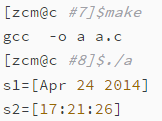 [zcm@c #7]$make
gcc  -o a a.c
[zcm@c #8]$./a
s1=[Apr 24 2014]
s2=[17:21:26]